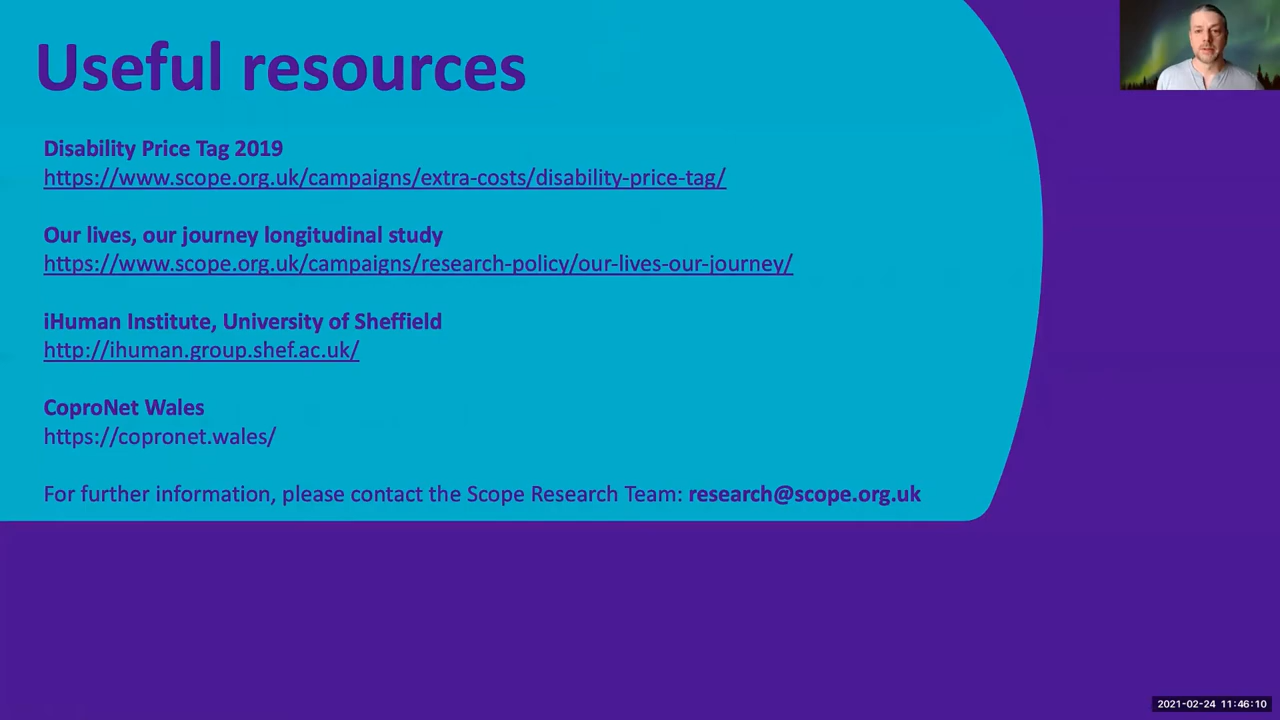 Useful resources
Disability Price Tag 2019
https://www.scope.org.uk/campaigns/extra-costs/disability-price-tag/
Our lives, our journey longitudinal study
https://www.scope.org.uk/campaigns/research-policy/our-lives-our-journey/
iHuman Institute, University of Sheffield
http://ihuman.group.shef.ac.uk/
CoproNet Wales
https://copronet.wales/
For further information, please contact the Scope Research Team: research@scope.org.uk
2021-02-24 11:46:10